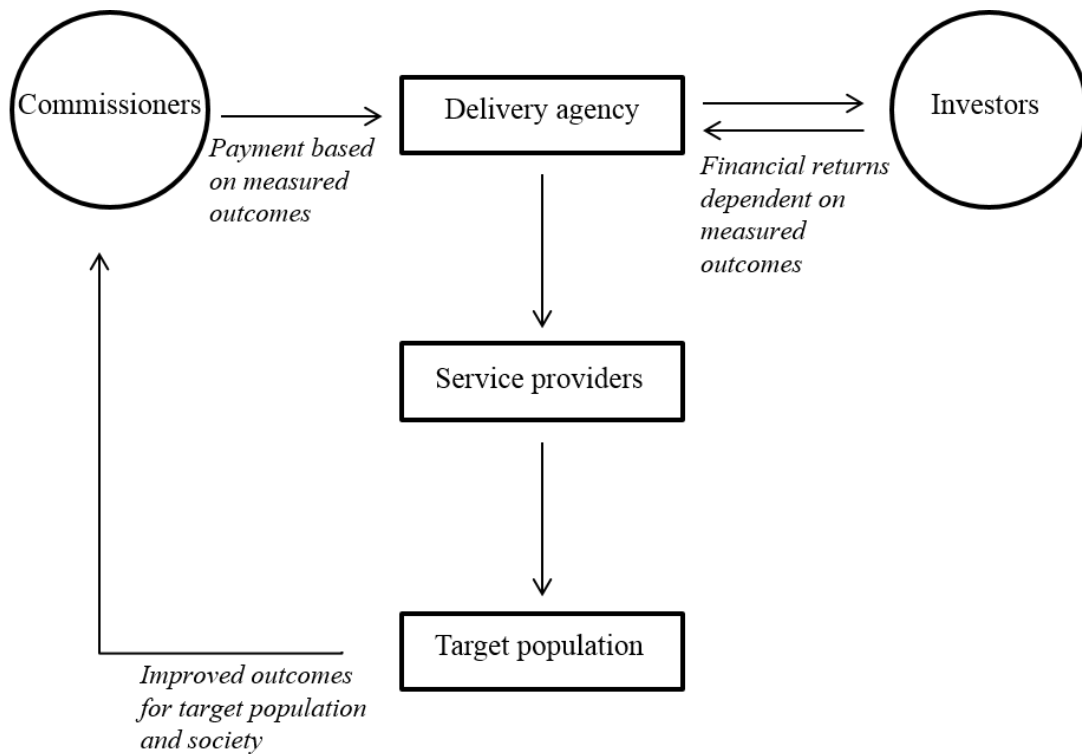 Commissioners
Delivery agency
Investors
Payment based
on measured
outcomes
Financial returns
dependent on
measured
outcomes
Service providers
Target population
Improved outcomes
for target population
and society